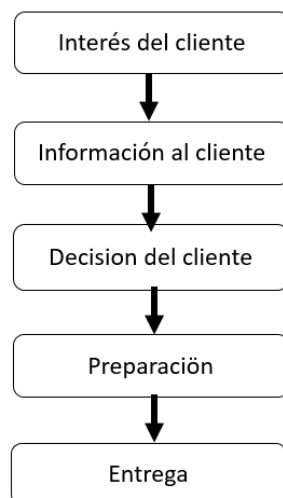 Interés del cliente
Información al cliente
Decision del cliente
Preparaciön
Entrega